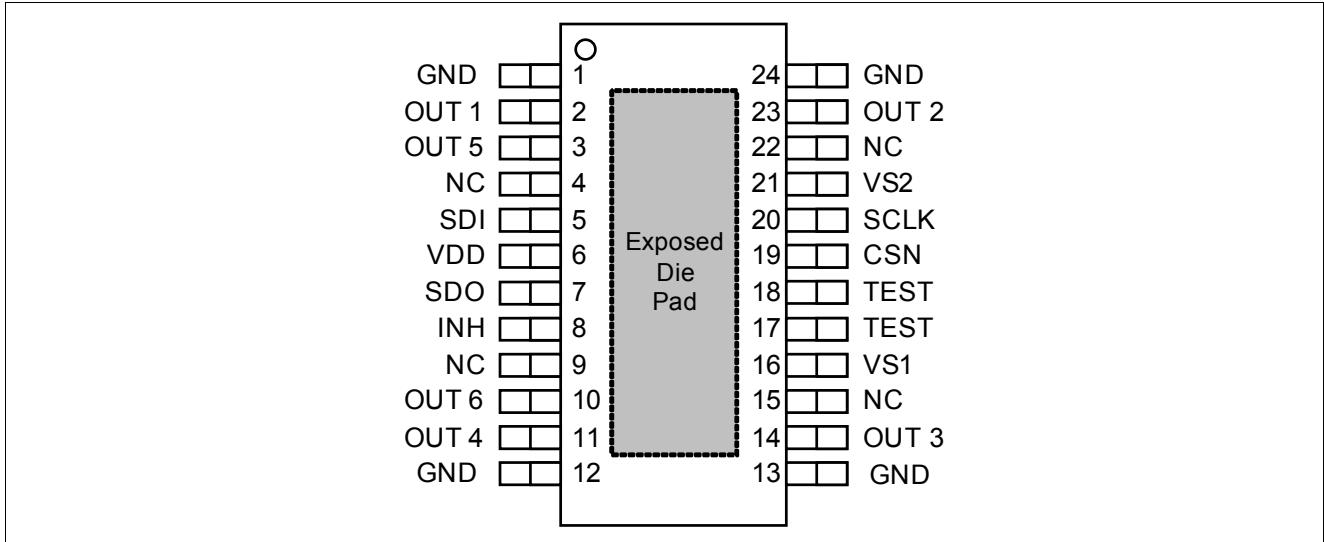 GND 1 24 GND
OUT 1 2 23 OUT 2
OUT 5 3 22 NC
NC 4 21 VS2
SDI 5 20 SCLK
VDD 6 19 CSN
SDO 7 18 TEST
INH 8 17 TEST
NC 9 16 VS1
OUT 6 10 15 NC
OUT 4 11 14 OUT 3
GND 12 13 GND
Exposed
Die
Pad